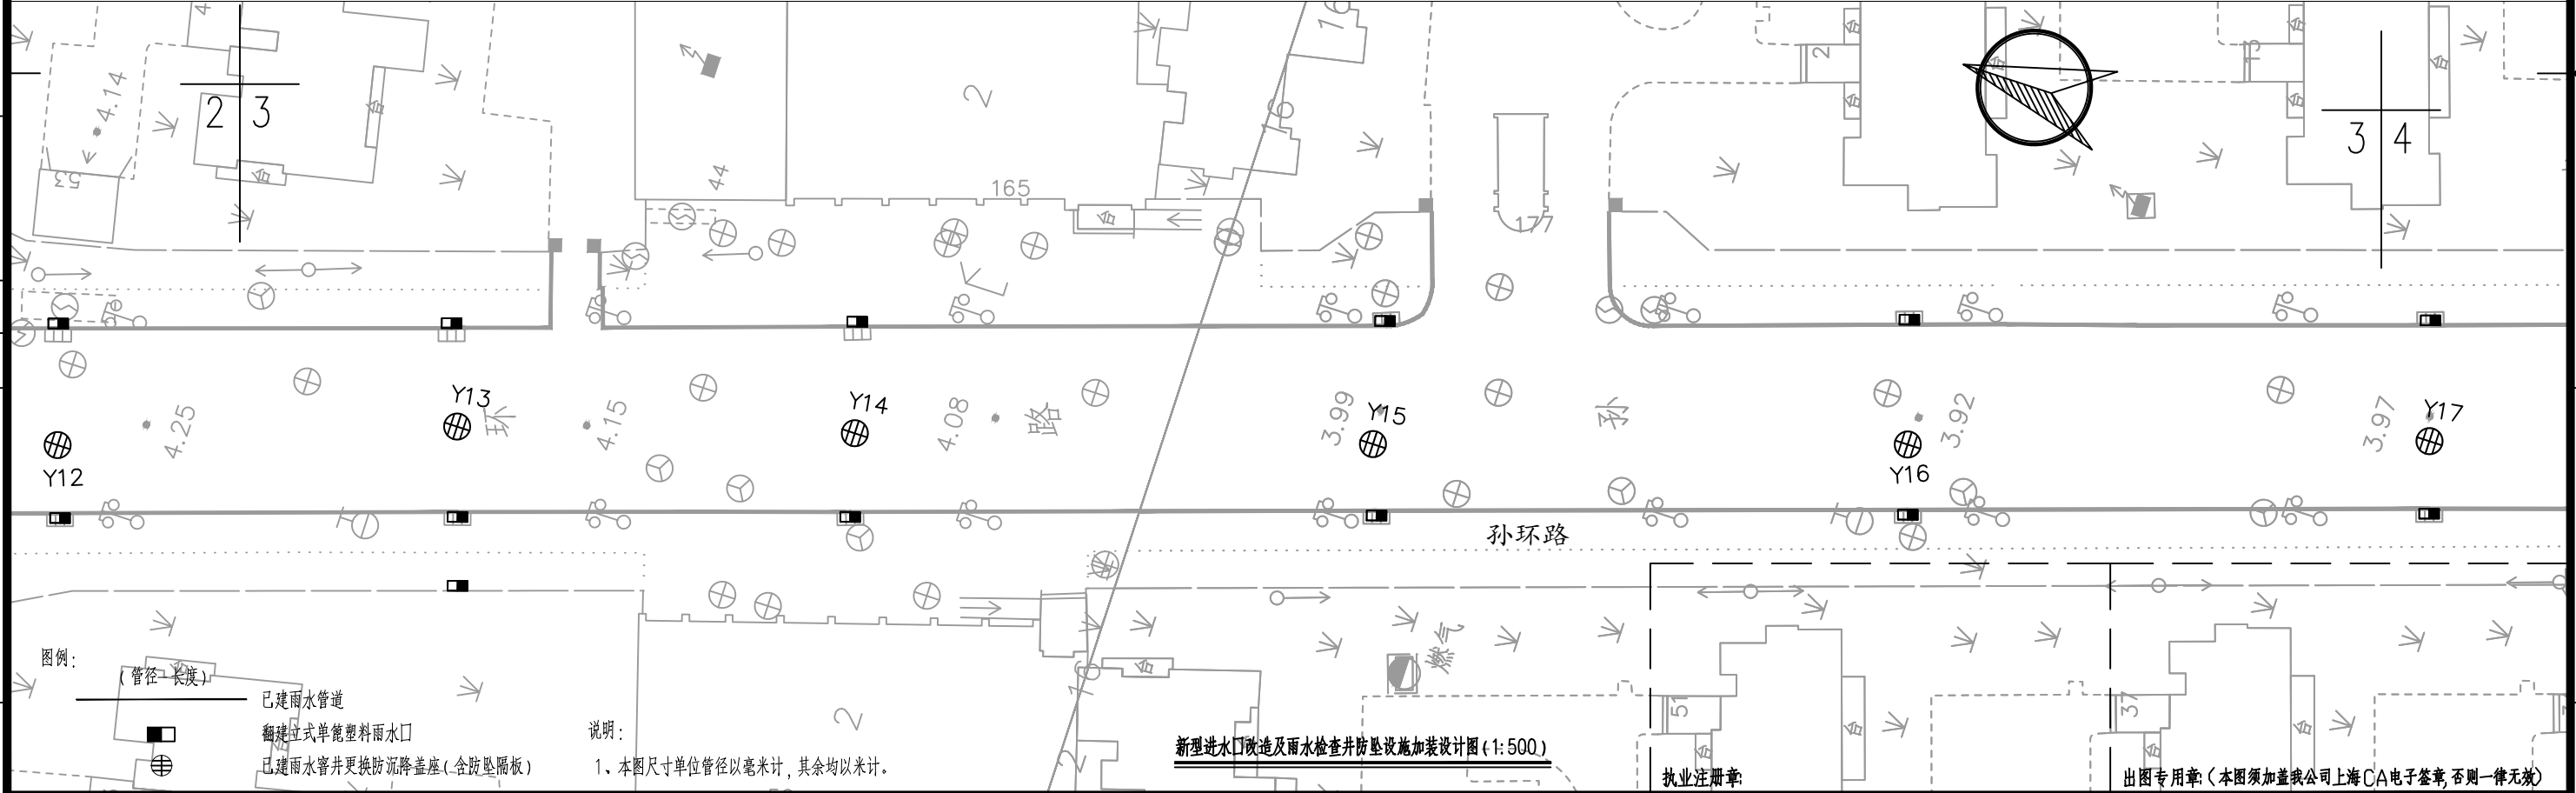 4
16
2
13
4.14
2 3
2
16
3 4
53
44
165
177
50
Y13
Y14
3.99
Y15
3.92
3.97
Y17
4.25
环
4.15
4.08
路
孙
Y12
Y16
孙环路
燃气
图例：
(管径—长度)
16
51
37
已建雨水管道
2
翻建立式单篦塑料雨水口
说明：
2
新型进水口改造及雨水检查井防坠设施加装设计图(1:500)
已建雨水窨井更换防沉降盖座(含防坠隔板)
1、本图尺寸单位管径以毫米计，其余均以米计。
执业注册章:
出图专用章:(本图须加盖我公司上海CA电子签章,否则一律无效)